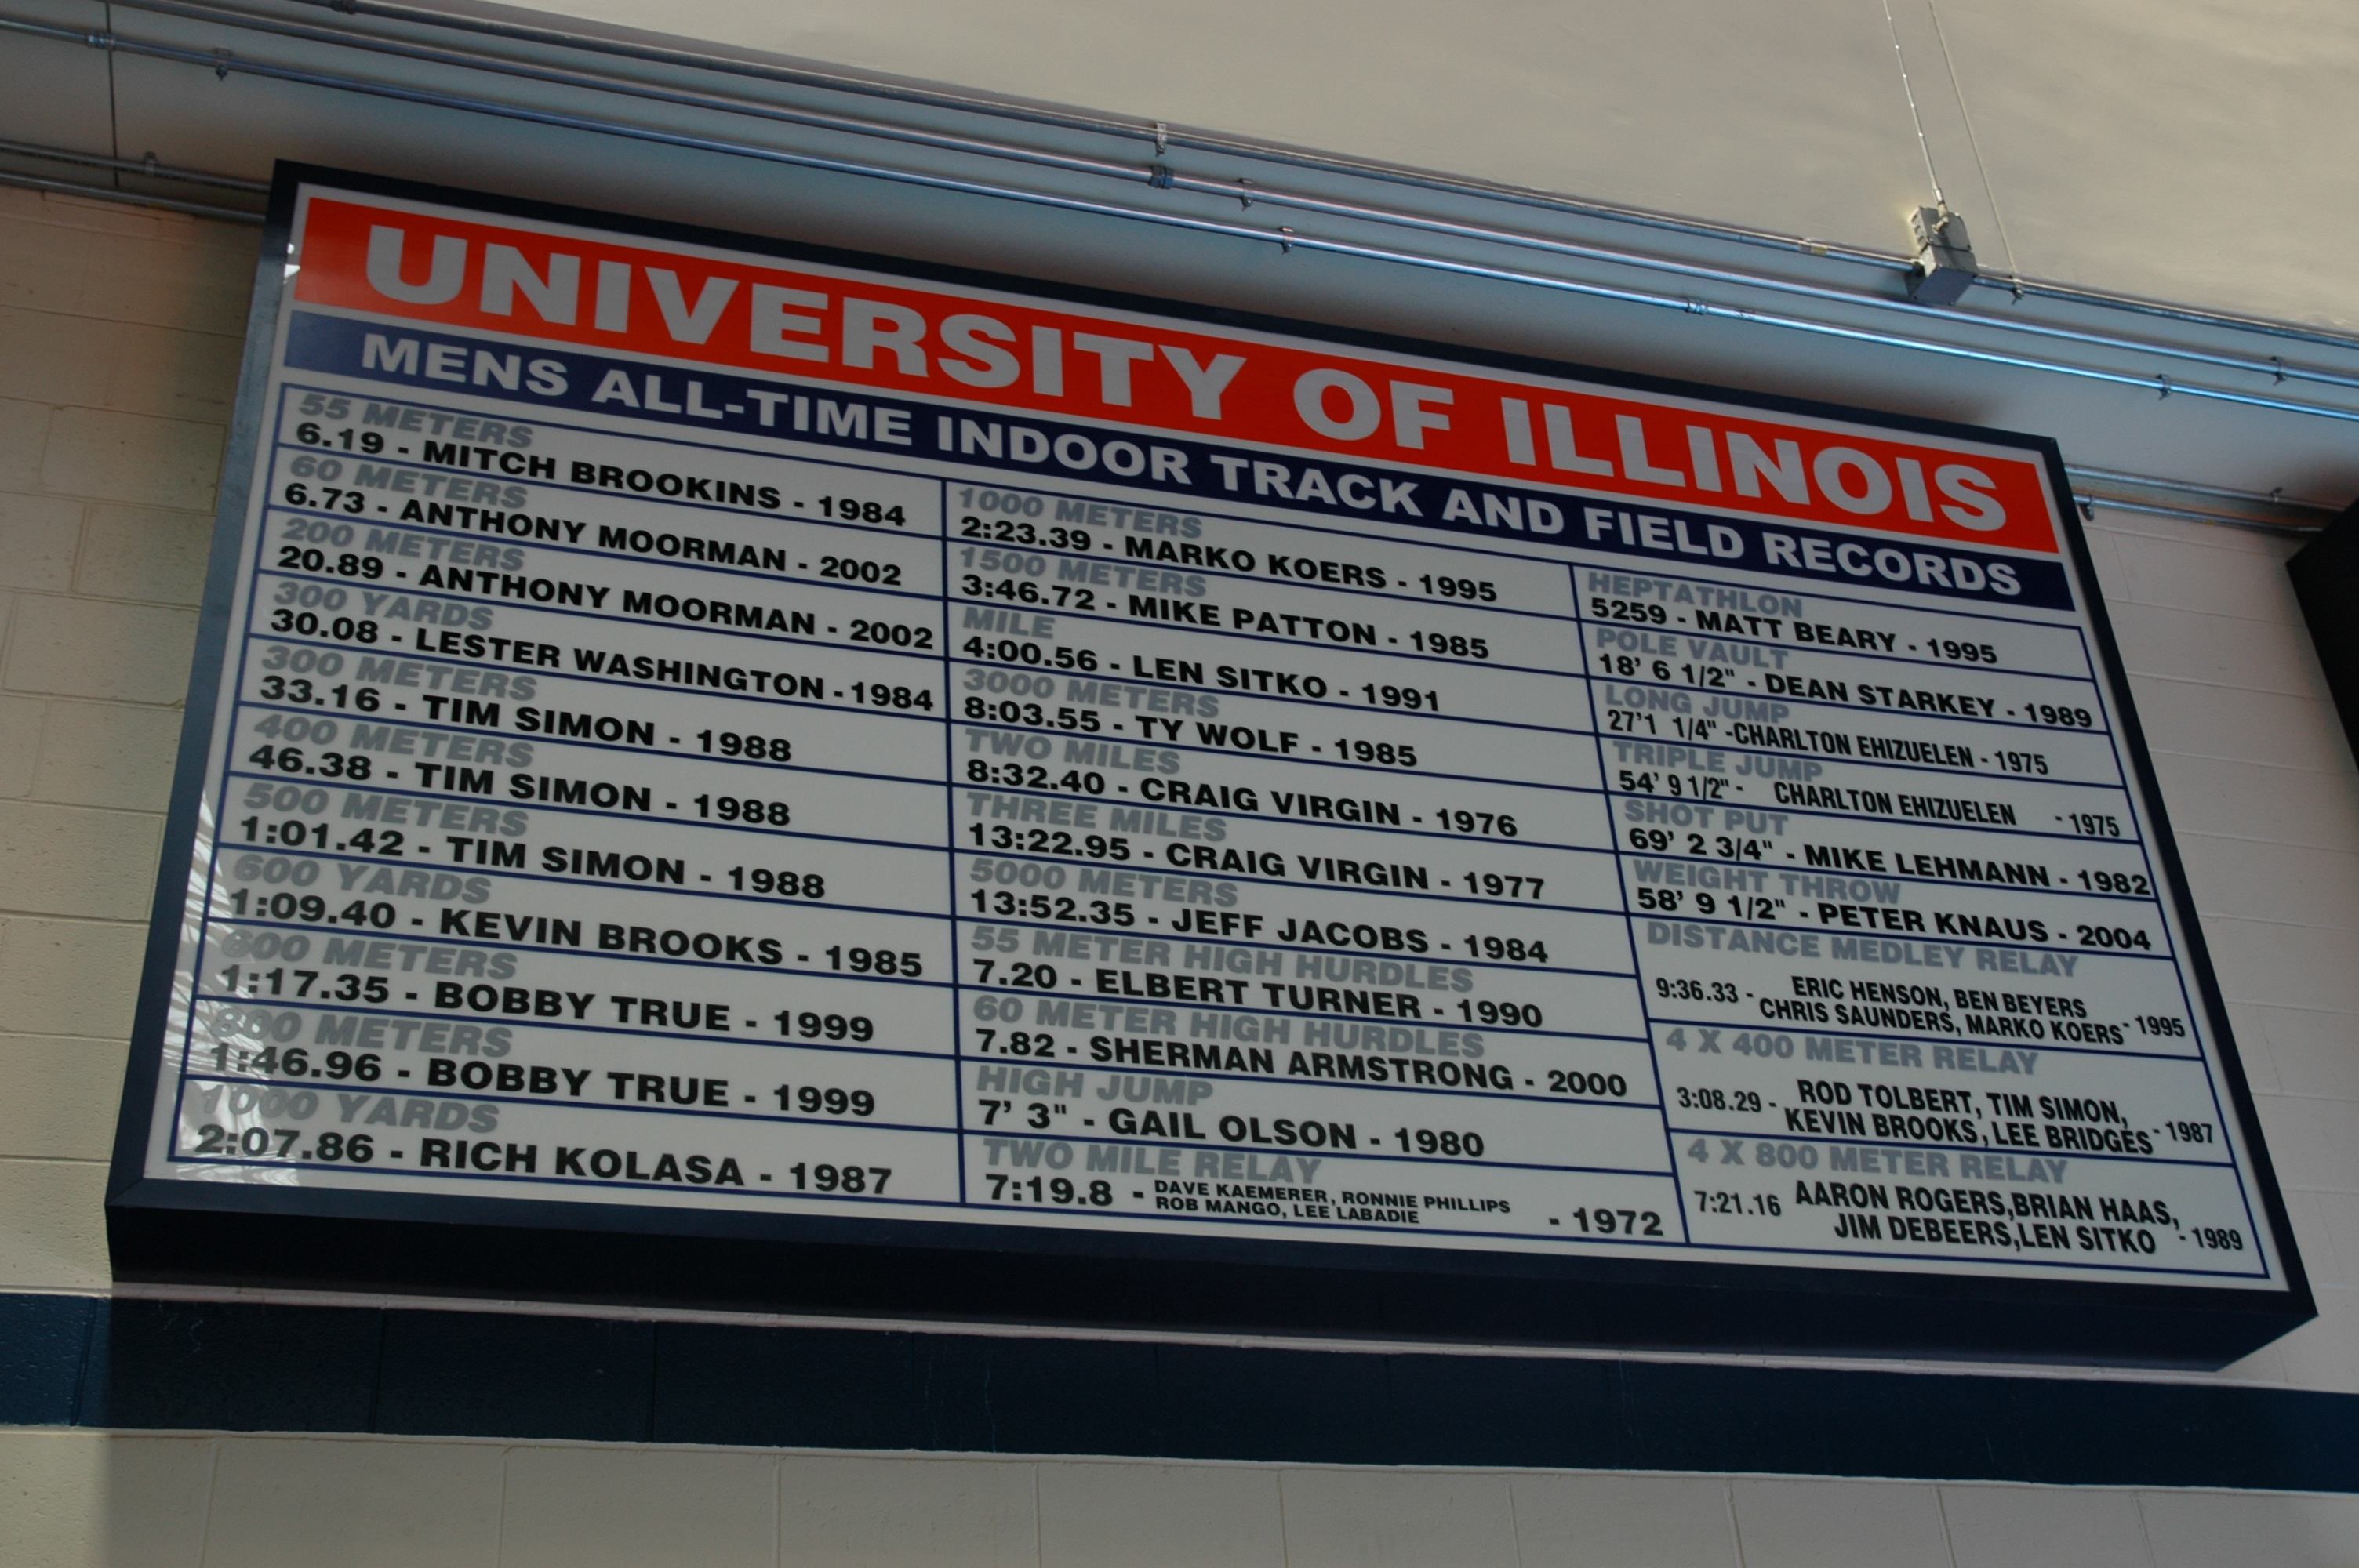 UNIVERSITY OF ILLINOIS
MENS ALL-TIME INDOOR TRACK AND FIELD RECORDS
55 METERS
6.19 - MITCH BROOKINS - 1984
60 METERS
6.73 - ANTHONY MOORMAN - 2002
200 METERS
20.89 - ANTHONY MOORMAN - 2002
300 YARDS
30.08 - LESTER WASHINGTON - 1984
300 METERS
33.16 - TIM SIMON - 1988
400 METERS
46.38 - TIM SIMON - 1988
500 METERS
1:01.42 - TIM SIMON - 1988
600 YARDS
1:09.40 - KEVIN BROOKS - 1985
600 METERS
1:17.35 - BOBBY TRUE - 1999
800 METERS
1:46.96 - BOBBY TRUE - 1999
1000 YARDS
2:07.86 - RICH KOLASA - 1987
1000 METERS
2:23.39 - MARKO KOERS - 1995
1500 METERS
3:46.72 - MIKE PATTON - 1985
MILE
4:00.56 - LEN SITKO - 1991
3000 METERS
8:03.55 - TY WOLF - 1985
TWO MILES
8:32.40 - CRAIG VIRGIN - 1976
THREE MILES
13:22.95 - CRAIG VIRGIN - 1977
5000 METERS
13:52.35 - JEFF JACOBS - 1984
55 METER HIGH HURDLES
7.20 - ELBERT TURNER - 1990
60 METER HIGH HURDLES
7.82 - SHERMAN ARMSTRONG - 2000
HIGH JUMP
7' 3" - GAIL OLSON - 1980
TWO MILE RELAY
7:19.8 - DAVE KAEMERER, RONNIE PHILLIPS
ROB MANGO, LEE LABADIE - 1972
HEPTATHLON
5259 - MATT BEARY - 1995
POLE VAULT
18' 6 1/2" - DEAN STARKEY - 1989
LONG JUMP
27'1 1/4" -CHARLTON EHIZUELEN - 1975
TRIPLE JUMP
54' 9 1/2" - CHARLTON EHIZUELEN - 1975
SHOT PUT
69' 2 3/4" - MIKE LEHMANN - 1982
WEIGHT THROW
58' 9 1/2" - PETER KNAUS - 2004
DISTANCE MEDLEY RELAY
9:36.33 - ERIC HENSON, BEN BEYERS
CHRIS SAUNDERS, MARKO KOERS - 1995
4 X 400 METER RELAY
3:08.29 - ROD TOLBERT, TIM SIMON,
KEVIN BROOKS, LEE BRIDGES - 1987
4 X 800 METER RELAY
7:21.16 AARON ROGERS,BRIAN HAAS,
JIM DEBEERS,LEN SITKO - 1989